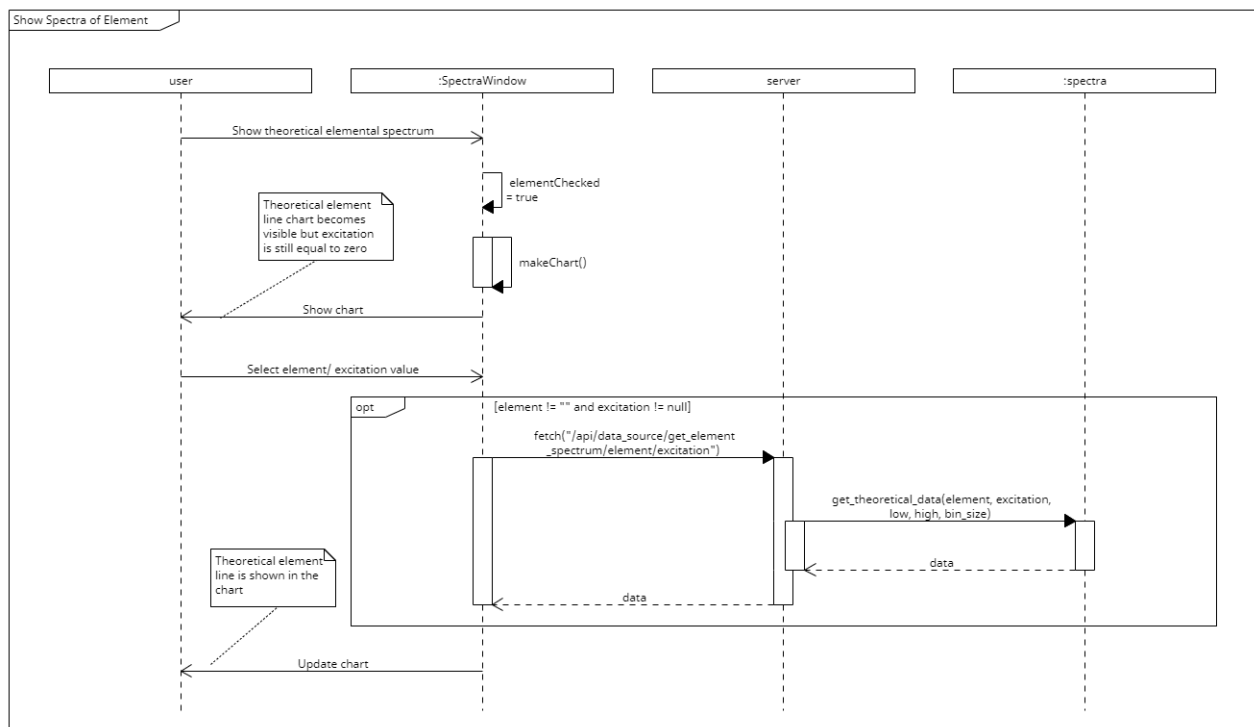 Show Spectra of Element
user
:SpectraWindow
server
:spectra
Show theoretical elemental spectrum
elementChecked
= true
Theoretical element
line chart becomes
visible but excitation
is still equal to zero
makeChart()
Show chart
Select element/ excitation value
opt
[element != "" and excitation != null]
fetch("/api/data_source/get_element
_spectrum/element/excitation")
get_theoretical_data(element, excitation,
low, high, bin_size)
data
Theoretical element
line is shown in the
chart
data
Update chart